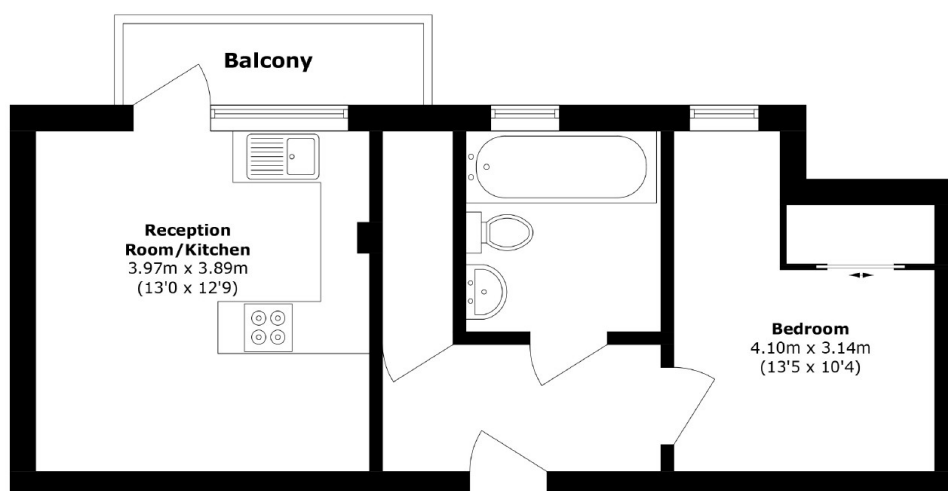 Balcony
Reception
Room/Kitchen
3.97m x 3.89m
(13'0 x 12'9)
Bedroom
4.10m x 3.14m
(13'5 x 10'4)